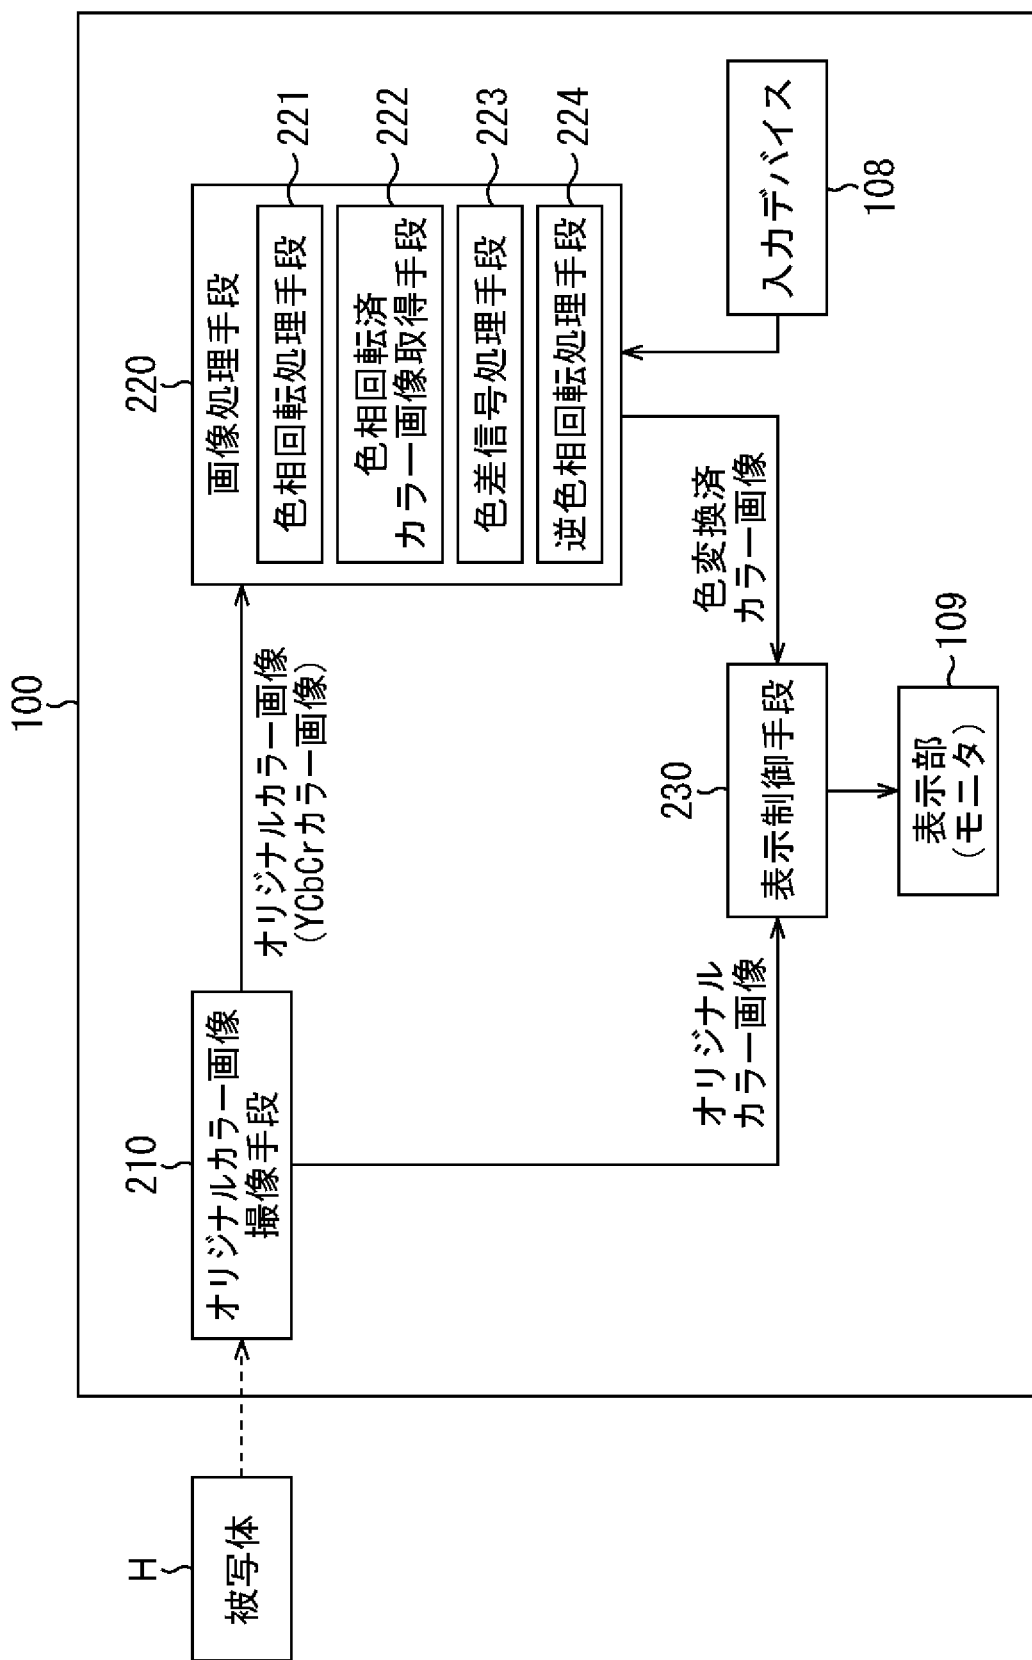 100
H
被写体
210
オリジナルカラー画像
撮像手段
オリジナルカラー画像
(YCbCrカラー画像)
220
画像処理手段
色相回転処理手段
221
色相回転済
カラー画像取得手段
222
色差信号処理手段
223
逆色相回転処理手段
224
オリジナル
カラー画像
230
表示制御手段
色変換済
カラー画像
入力デバイス
108
表示部
(モニタ)
109